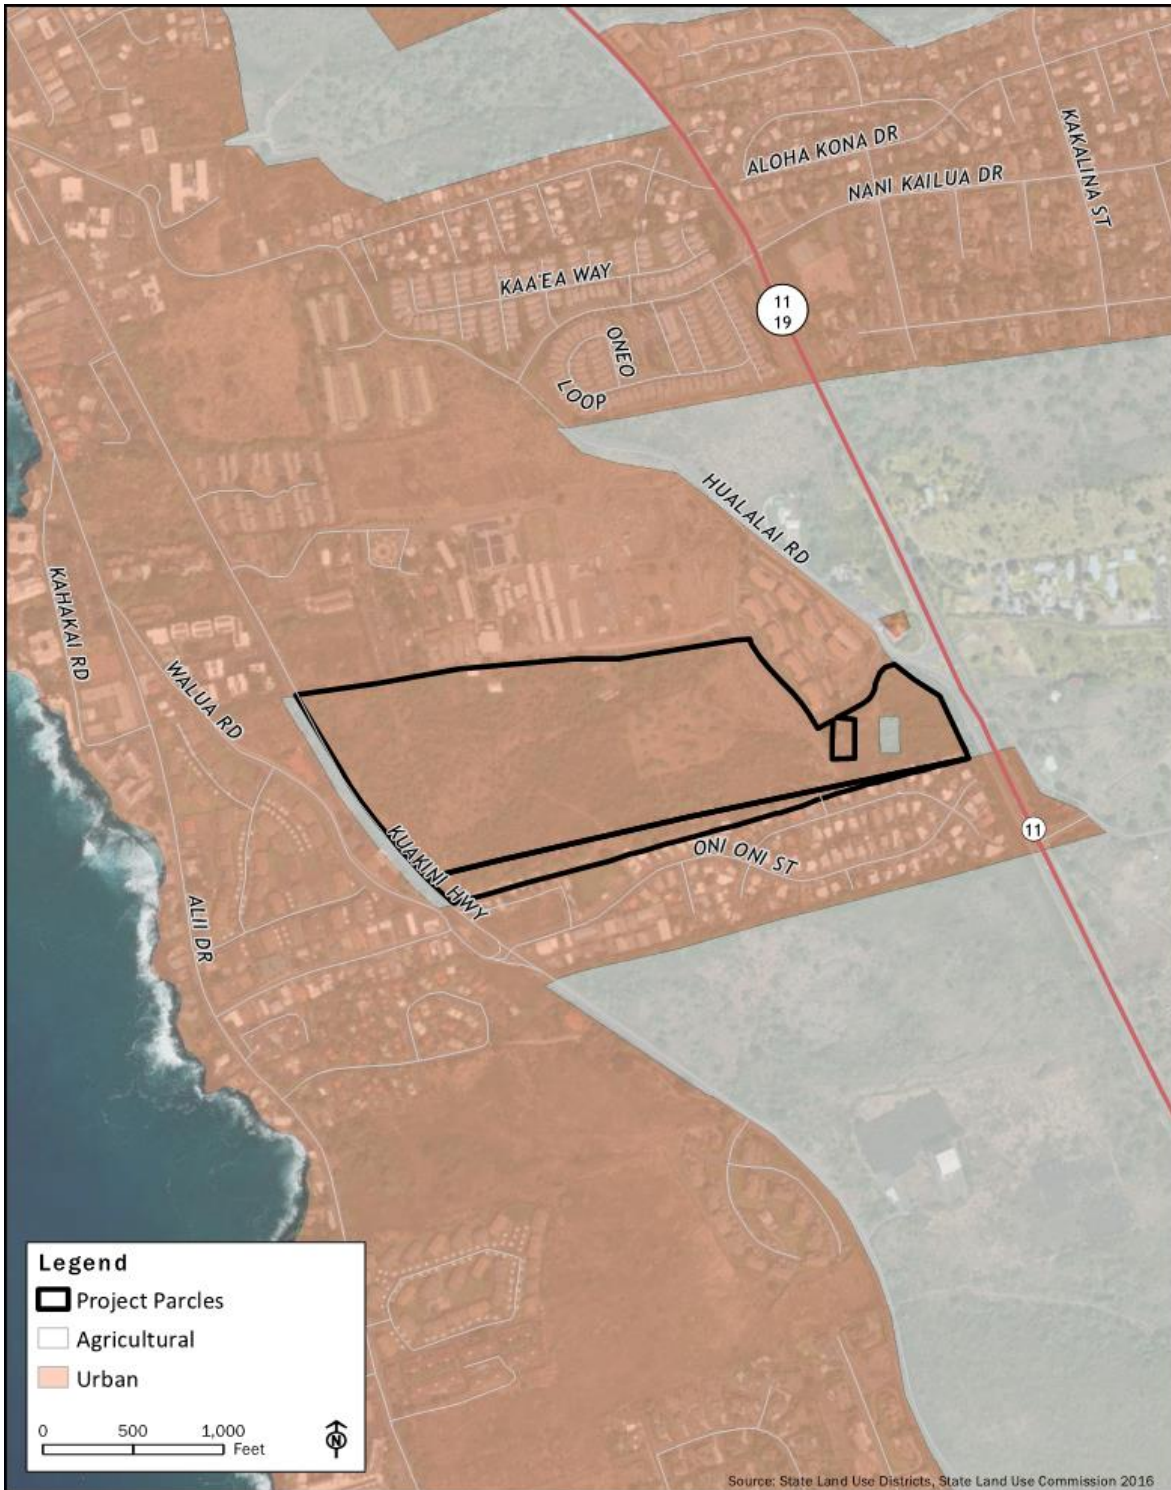 ALOHA KONA DR
KAKALINA ST
NANI KAILUA DR
KAA'EA WAY
11
19
ONEO
LOOP
HUALALAI RD
KAHAKAI RD
WALUA RD
KUAKINI HWY
ONI ONI ST
11
ALII DR
Legend
Project Parcles
Agricultural
Urban
0 500 1,000
Feet
N
Source: State Land Use Districts, State Land Use Commission 2016